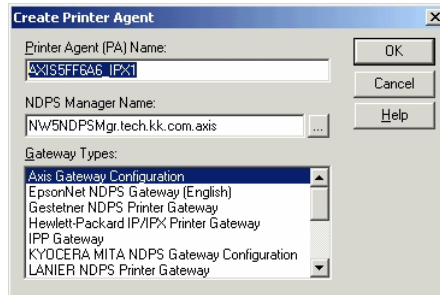 Create Printer Agent
Printer Agent (PA) Name:
AXIS5FF6A6_IPX1
NDPS Manager Name:
NW5NDPSMgr.tech.kk.com.axis
...
Gateway Types:
Axis Gateway Configuration
EpsonNet NDPS Gateway (English)
Gestetner NDPS Printer Gateway
Hewlett-Packard IP/IPX Printer Gateway
IPP Gateway
KYOCERA MITA NDPS Gateway Configuration
LANIER NDPS Printer Gateway
OK
Cancel
Help